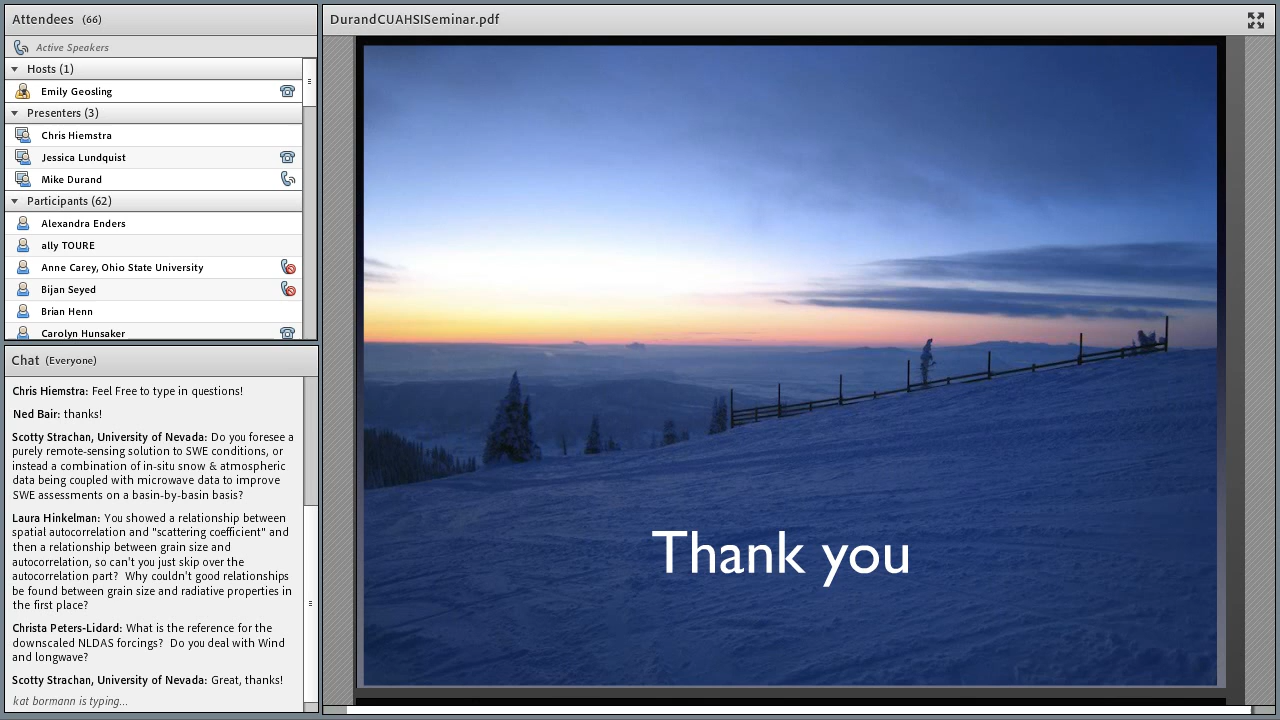 Attendees (66)
Active Speakers
Hosts (1)
Emily Geosling
Presenters (3)
Chris Hiemstra
Jessica Lundquist
Mike Durand
Participants (62)
Alexandra Enders
ally TOURE
Anne Carey, Ohio State University
Bijan Seyed
Brian Henn
Carolyn Hunsaker
Chat (Everyone)
Chris Hiemstra: Feel Free to type in questions!
Ned Bair: thanks!
Scotty Strachan, University of Nevada: Do you foresee a
purely remote-sensing solution to SWE conditions, or
instead a combination of in-situ snow & atmospheric
data being coupled with microwave data to improve
SWE assessments on a basin-by-basin basis?
Laura Hinkelman: You showed a relationship between
spatial autocorrelation and "scattering coefficient" and
then a relationship between grain size and
autocorrelation, so can't you just skip over the
autocorrelation part? Why couldn't good relationships
be found between grain size and radiative properties in
the first place?
Christa Peters-Lidard: What is the reference for the
downscaled NLDAS forcings? Do you deal with Wind
and longwave?
Scotty Strachan, University of Nevada: Great, thanks!
kat bormann is typing...
DurandCUAHSISeminar.pdf
Thank you